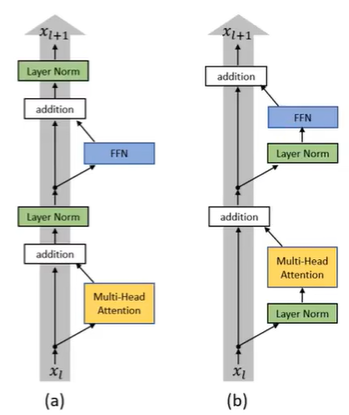 x_{l+1}
Layer Norm
addition
FFN
Layer Norm
addition
Multi-Head
Attention
x_l
(a)
x_{l+1}
addition
FFN
Layer Norm
addition
Multi-Head
Attention
Layer Norm
x_l
(b)